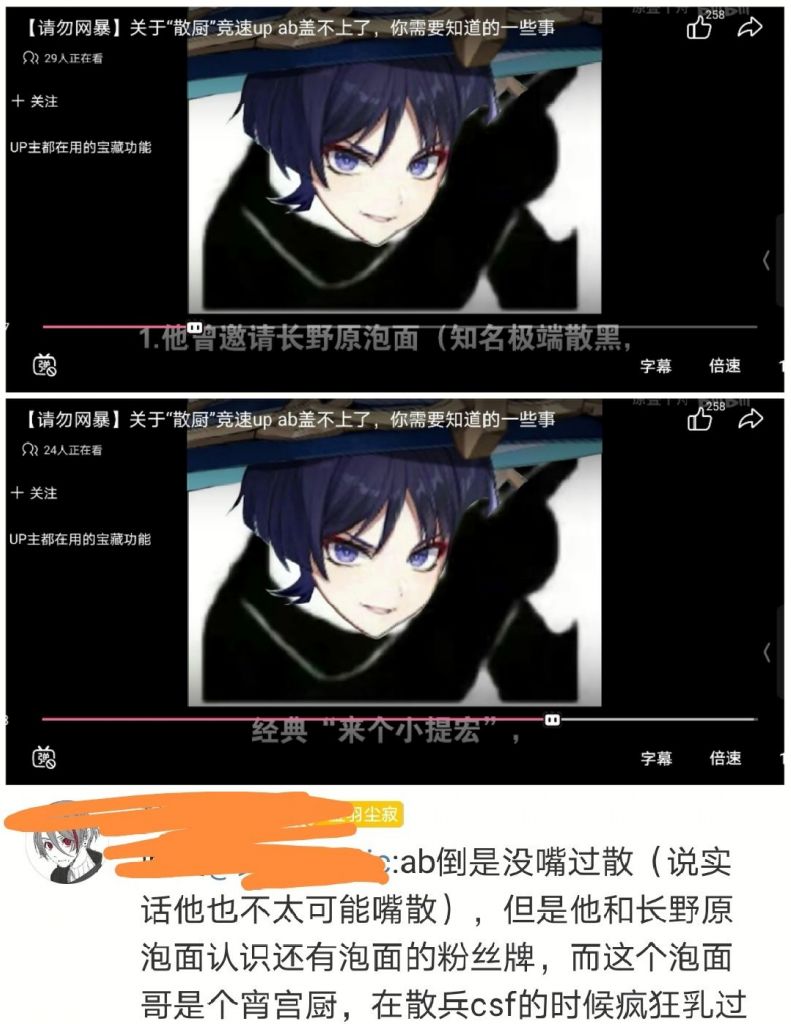 【请勿网暴】关于“散厨”竞速up ab盖不上了，你需要知道的一些事
258
29人正在看
十 关注
UP主都在用的宝藏功能
1.他曾邀请长野原泡面（知名极端散黑，
弹
字幕
倍速
【请勿网暴】关于“散厨”竞速up ab盖不上了，你需要知道的一些事
258
24人正在看
十 关注
UP主都在用的宝藏功能
经典“来个小提宏”，
弹
字幕
倍速
羽尘寂
:ab倒是没嘴过散（说实
话他也不太可能嘴散），但是他和长野原
泡面认识还有泡面的粉丝牌，而这个泡面
哥是个宵宫厨，在散兵csf的时候疯狂乳过